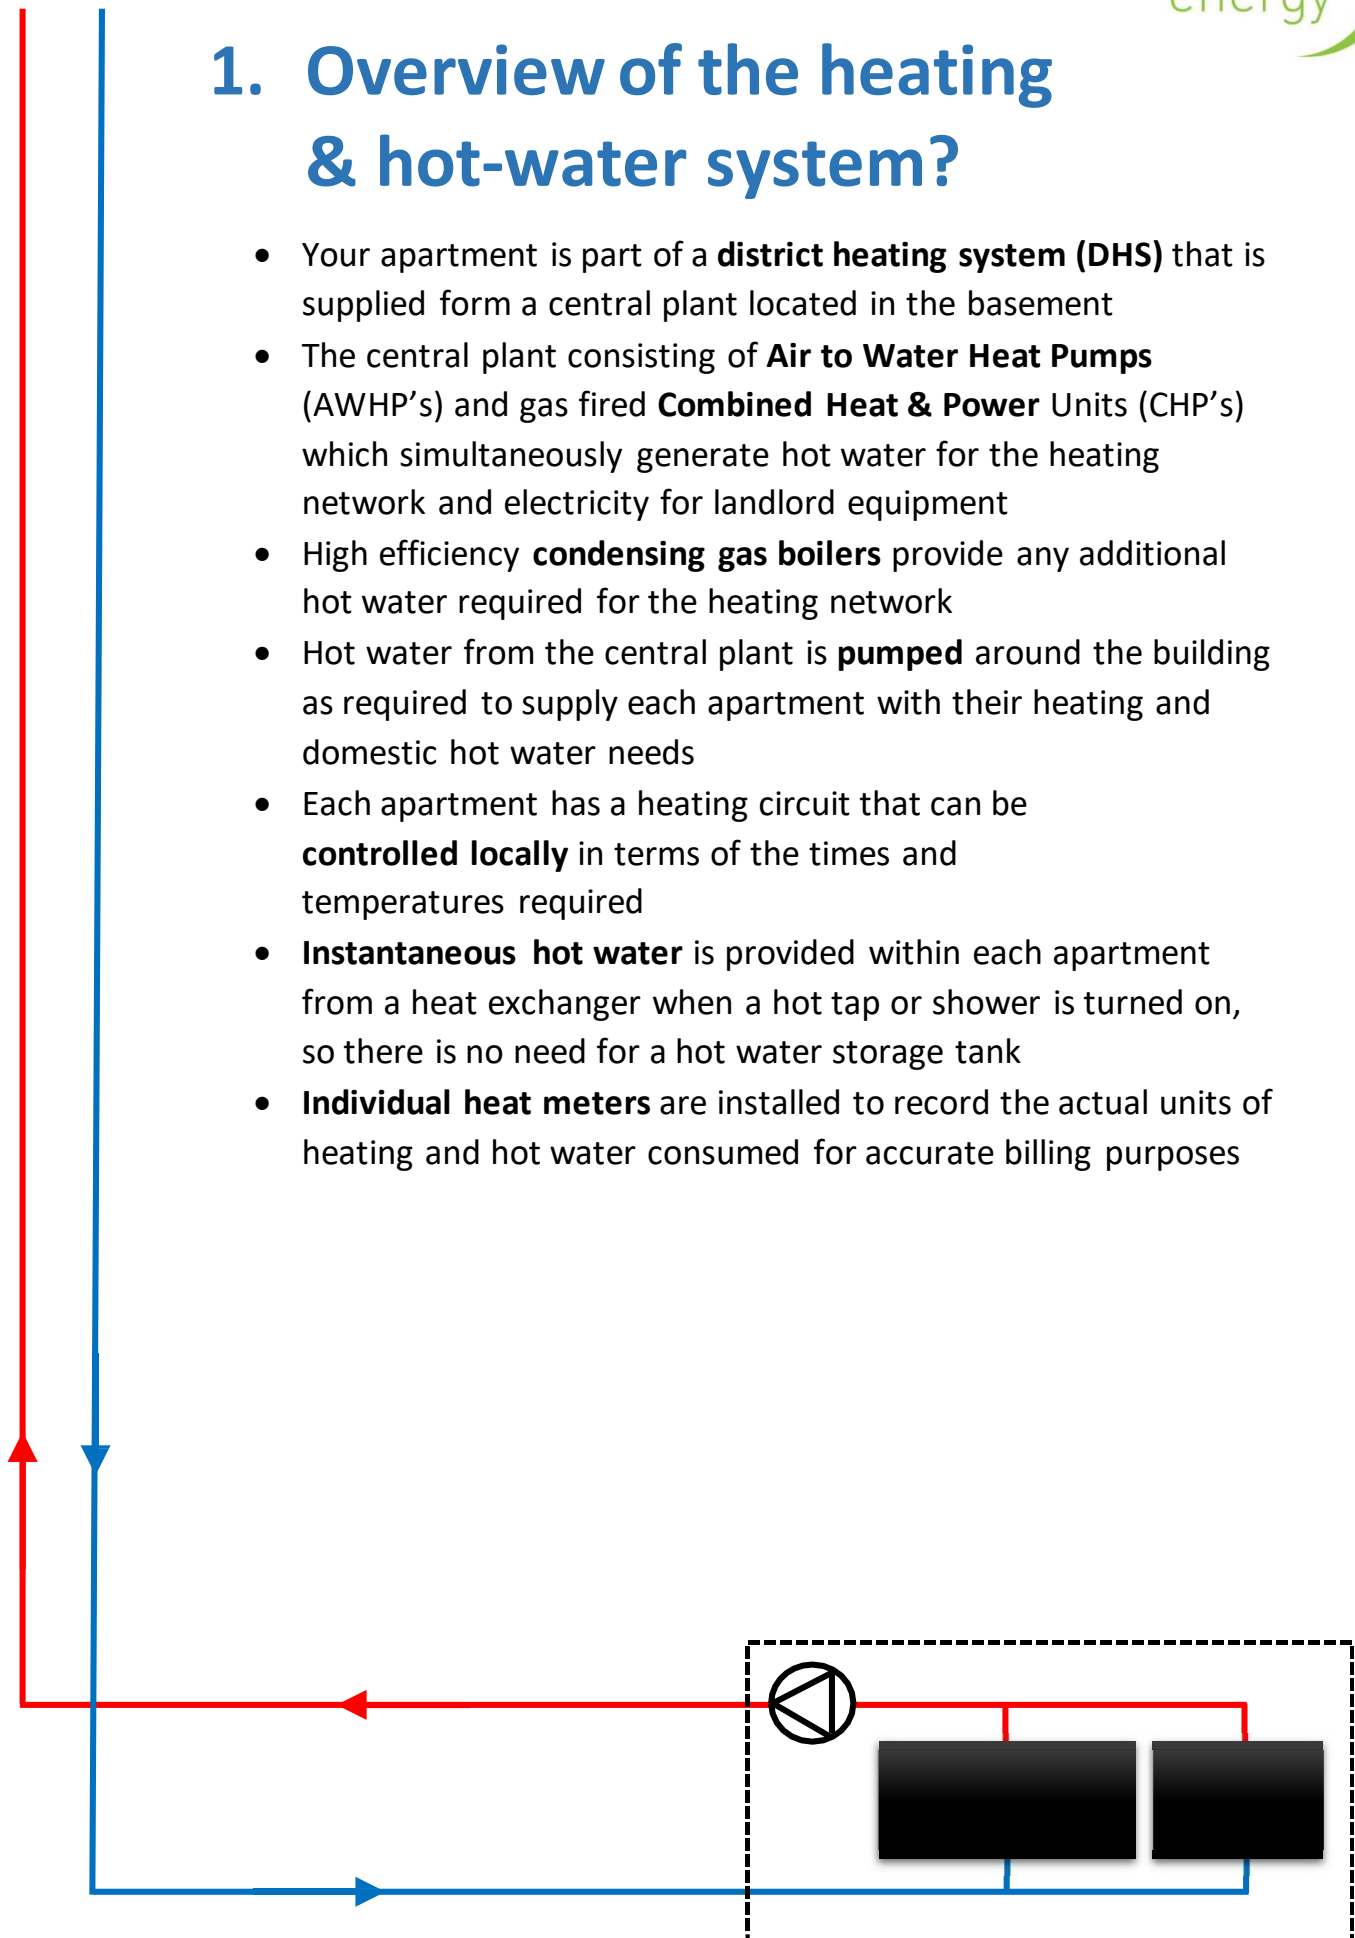 energy
1. Overview of the heating
& hot-water system?
• Your apartment is part of a district heating system (DHS) that is
supplied form a central plant located in the basement
• The central plant consisting of Air to Water Heat Pumps
(AWHP’s) and gas fired Combined Heat & Power Units (CHP’s)
which simultaneously generate hot water for the heating
network and electricity for landlord equipment
• High efficiency condensing gas boilers provide any additional
hot water required for the heating network
• Hot water from the central plant is pumped around the building
as required to supply each apartment with their heating and
domestic hot water needs
• Each apartment has a heating circuit that can be
controlled locally in terms of the times and
temperatures required
• Instantaneous hot water is provided within each apartment
from a heat exchanger when a hot tap or shower is turned on,
so there is no need for a hot water storage tank
• Individual heat meters are installed to record the actual units of
heating and hot water consumed for accurate billing purposes